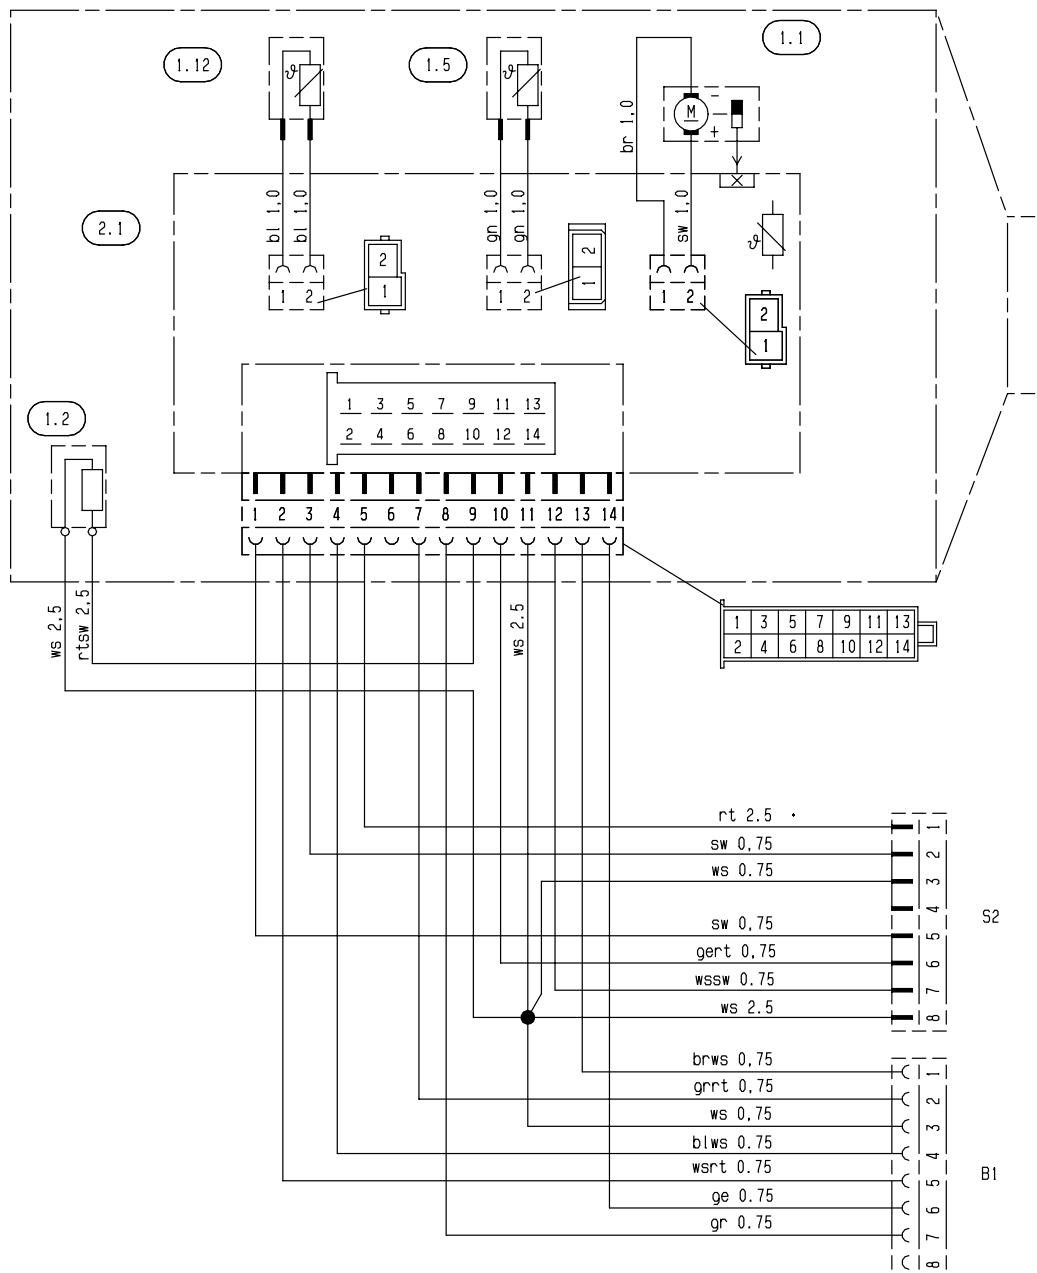 1.12
1.5
1.1
ϑ
ϑ
M
-
+
br 1,0
bl 1,0
bl 1,0
gn 1,0
gn 1,0
sw 1,0
2.1
ϑ
1 2
2
1
1 2
2
1
1 2
2
1
1.2
1 3 5 7 9 11 13
2 4 6 8 10 12 14
1 2 3 4 5 6 7 8 9 10 11 12 13 14
ws 2,5
rtsw 2,5
ws 2.5
1 3 5 7 9 11 13
2 4 6 8 10 12 14
rt 2.5
sw 0,75
ws 0.75
sw 0,75
gert 0,75
wssw 0.75
ws 2.5
1
2
3
4
5
6
7
8
S2
brws 0,75
grrt 0,75
ws 0,75
blws 0.75
wsrt 0.75
ge 0.75
gr 0.75
1
2
3
4
5
6
7
8
B1